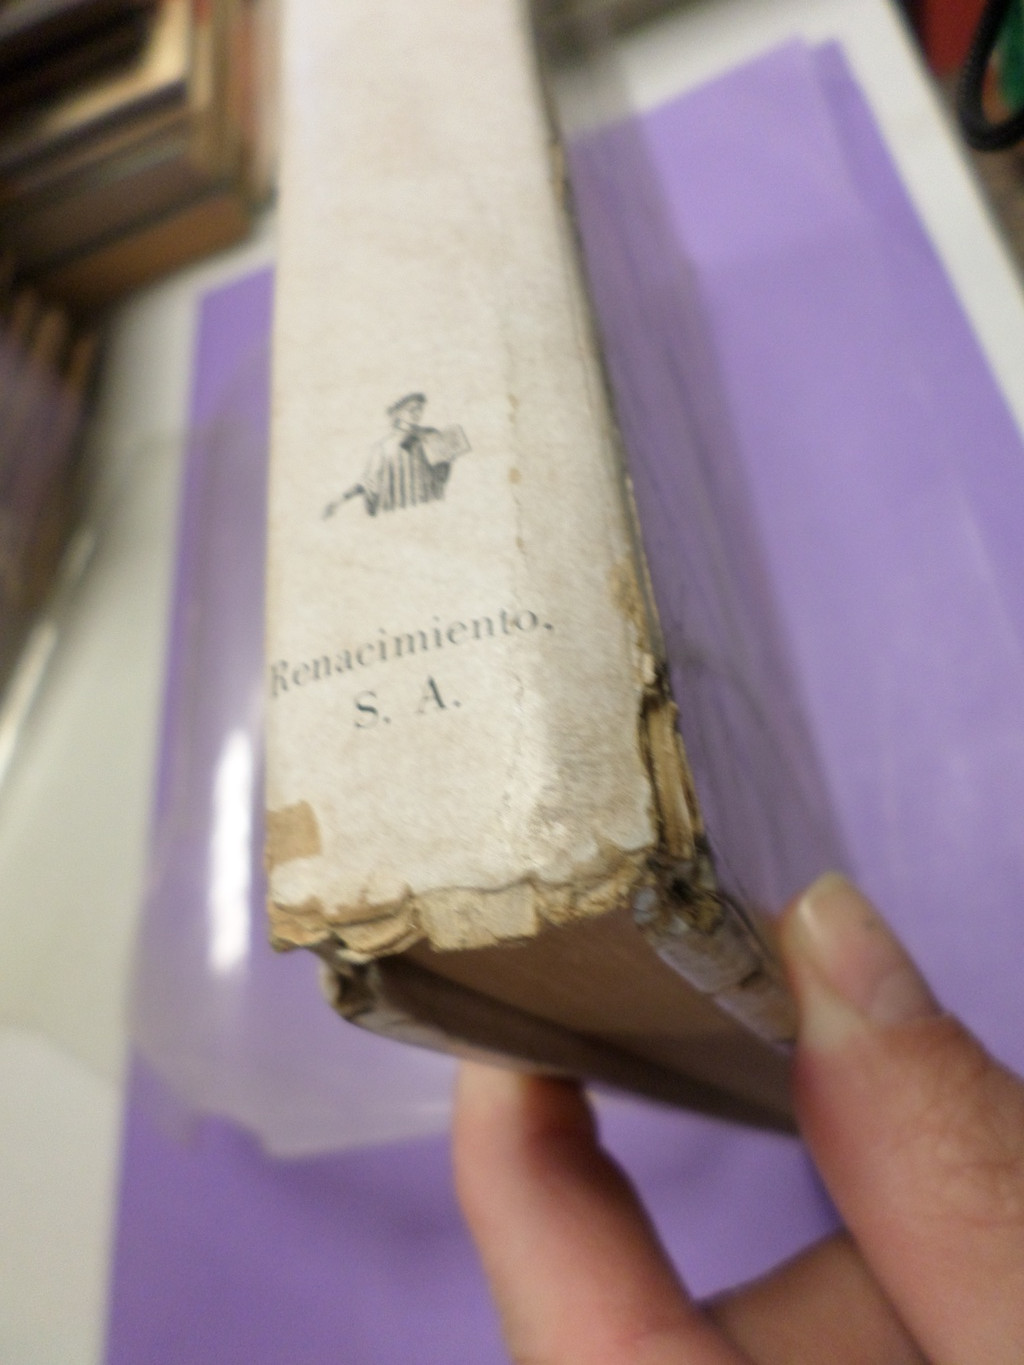 Renacimiento,
S. A.